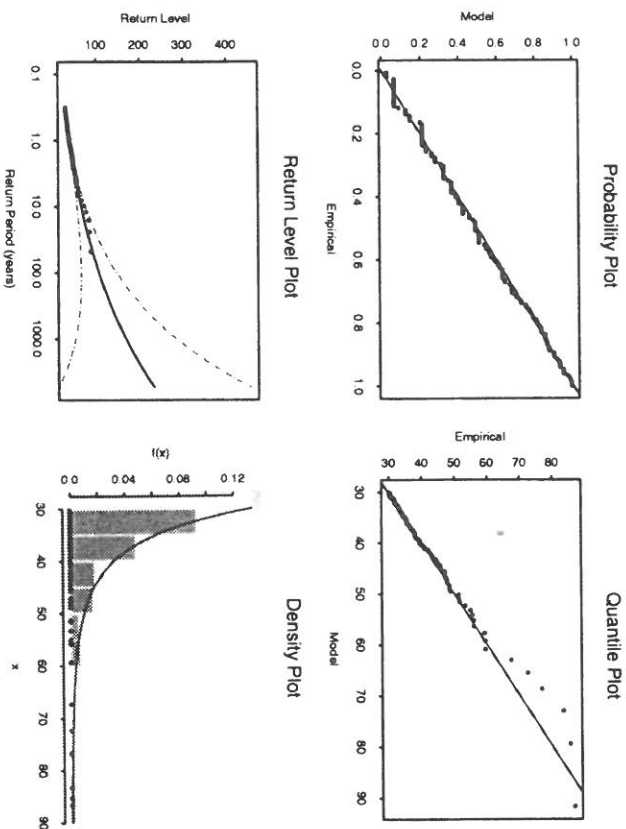 Probability Plot
Model
0.0 0.2 0.4 0.6 0.8 1.0
0.0 0.2 0.4 0.6 0.8 1.0
Empirical
Quantile Plot
Empirical
30 40 50 60 70 80
30 40 50 60 70 80 90
Model
Return Level Plot
Return Level
100 200 300 400
0.1 1.0 10.0 100.0 1000.0
Return Period (years)
Density Plot
f(x)
0.0 0.04 0.08 0.12
30 40 50 60 70 80 90
x